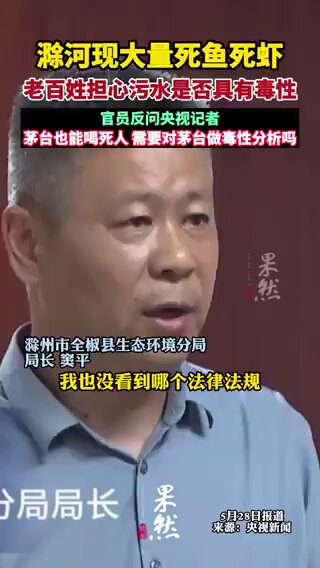 滁河现大量死鱼死虾
老百姓担心污水是否具有毒性
官员反问央视记者
茅台也能喝死人 需要对茅台做毒性分析吗
果然
滁州市全椒县生态环境分局
局长 窦平
我也没看到哪个法律法规
分局局长
果然
5月28日报道
来源：央视新闻